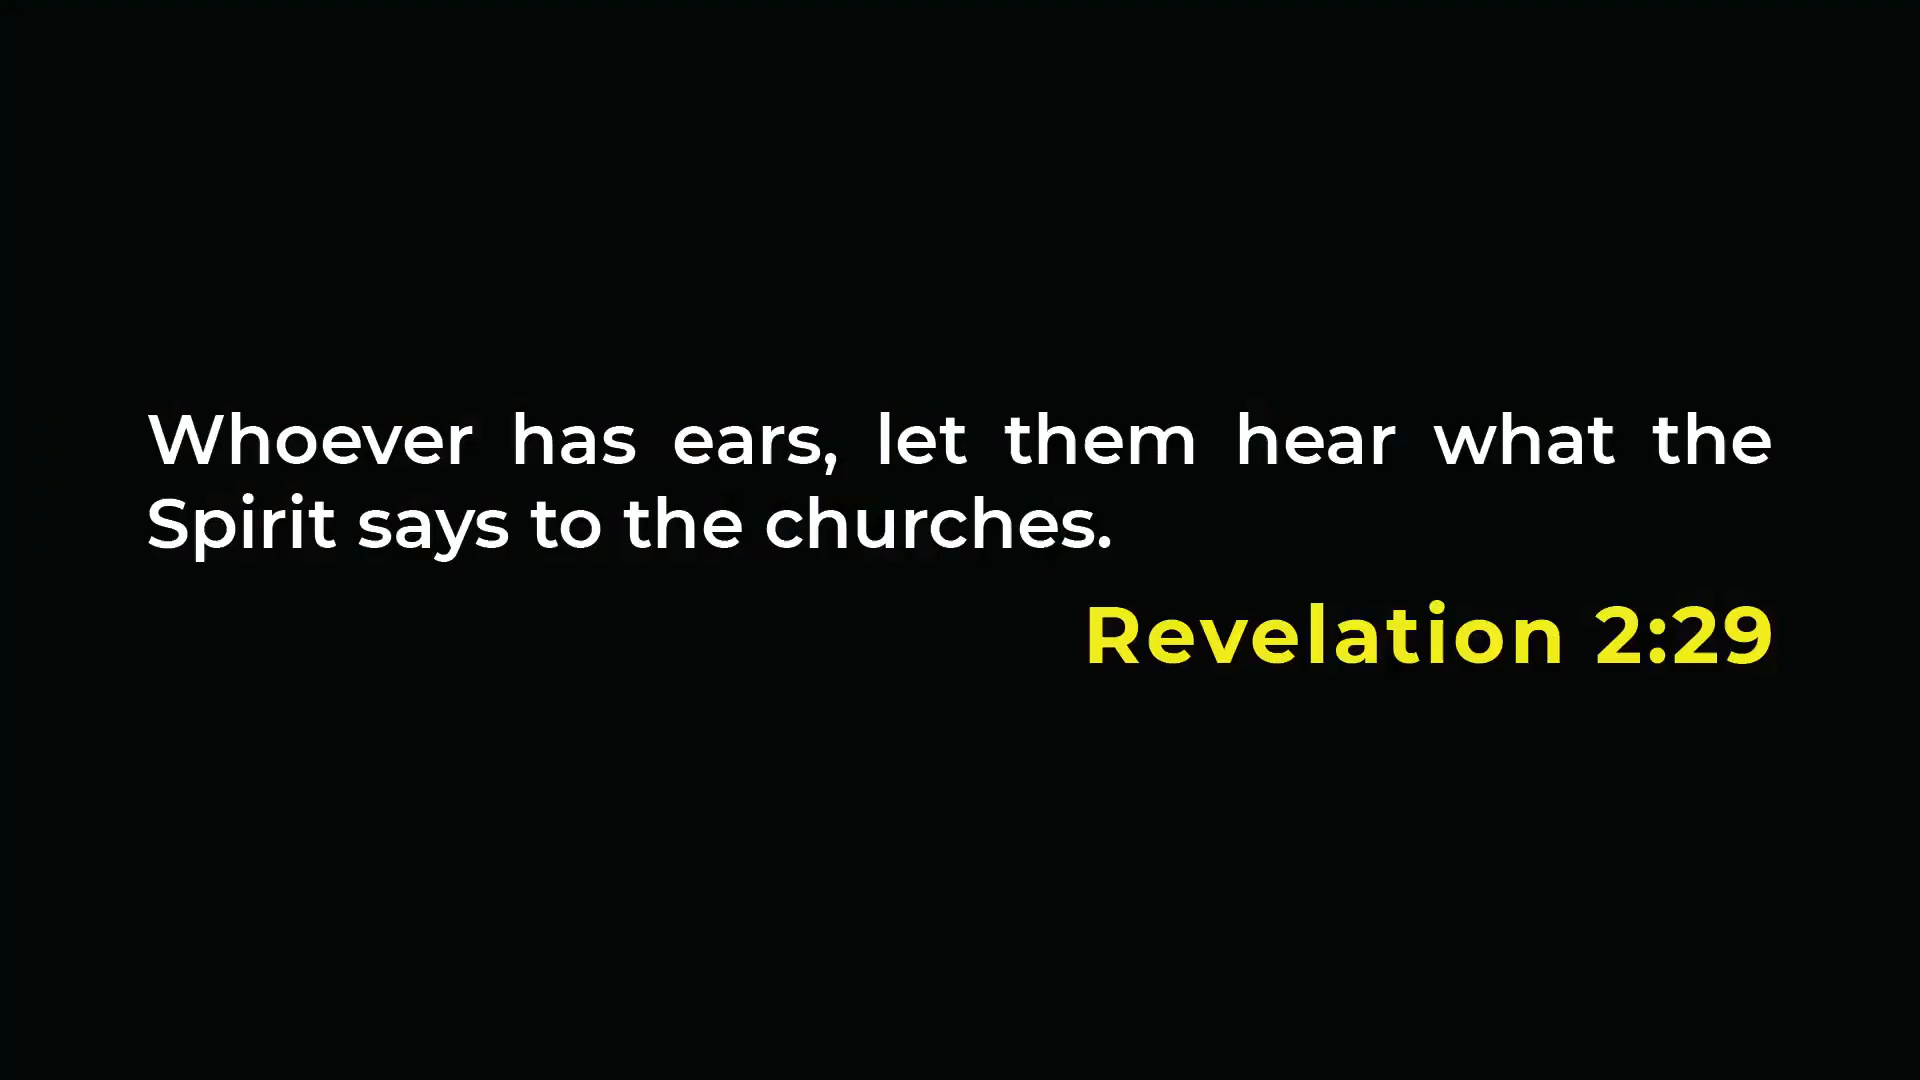 Whoever has ears, let them hear what the
Spirit says to the churches.
Revelation 2:29